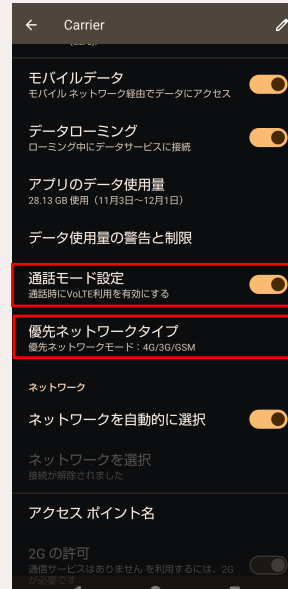 Carrier
モバイルデータ
モバイル ネットワーク経由でデータにアクセス
データローミング
ローミング中にデータサービスに接続
アプリのデータ使用量
28.13 GB 使用（11月3日～12月1日）
データ使用量の警告と制限
通話モード設定
通話時にVoLTE利用を有効にする
優先ネットワークタイプ
優先ネットワークモード：4G/3G/GSM
ネットワーク
ネットワークを自動的に選択
ネットワークを選択
接続が解除されました
アクセス ポイント名
2G の許可
通信サービスはありません を利用するには、2G
が必要です